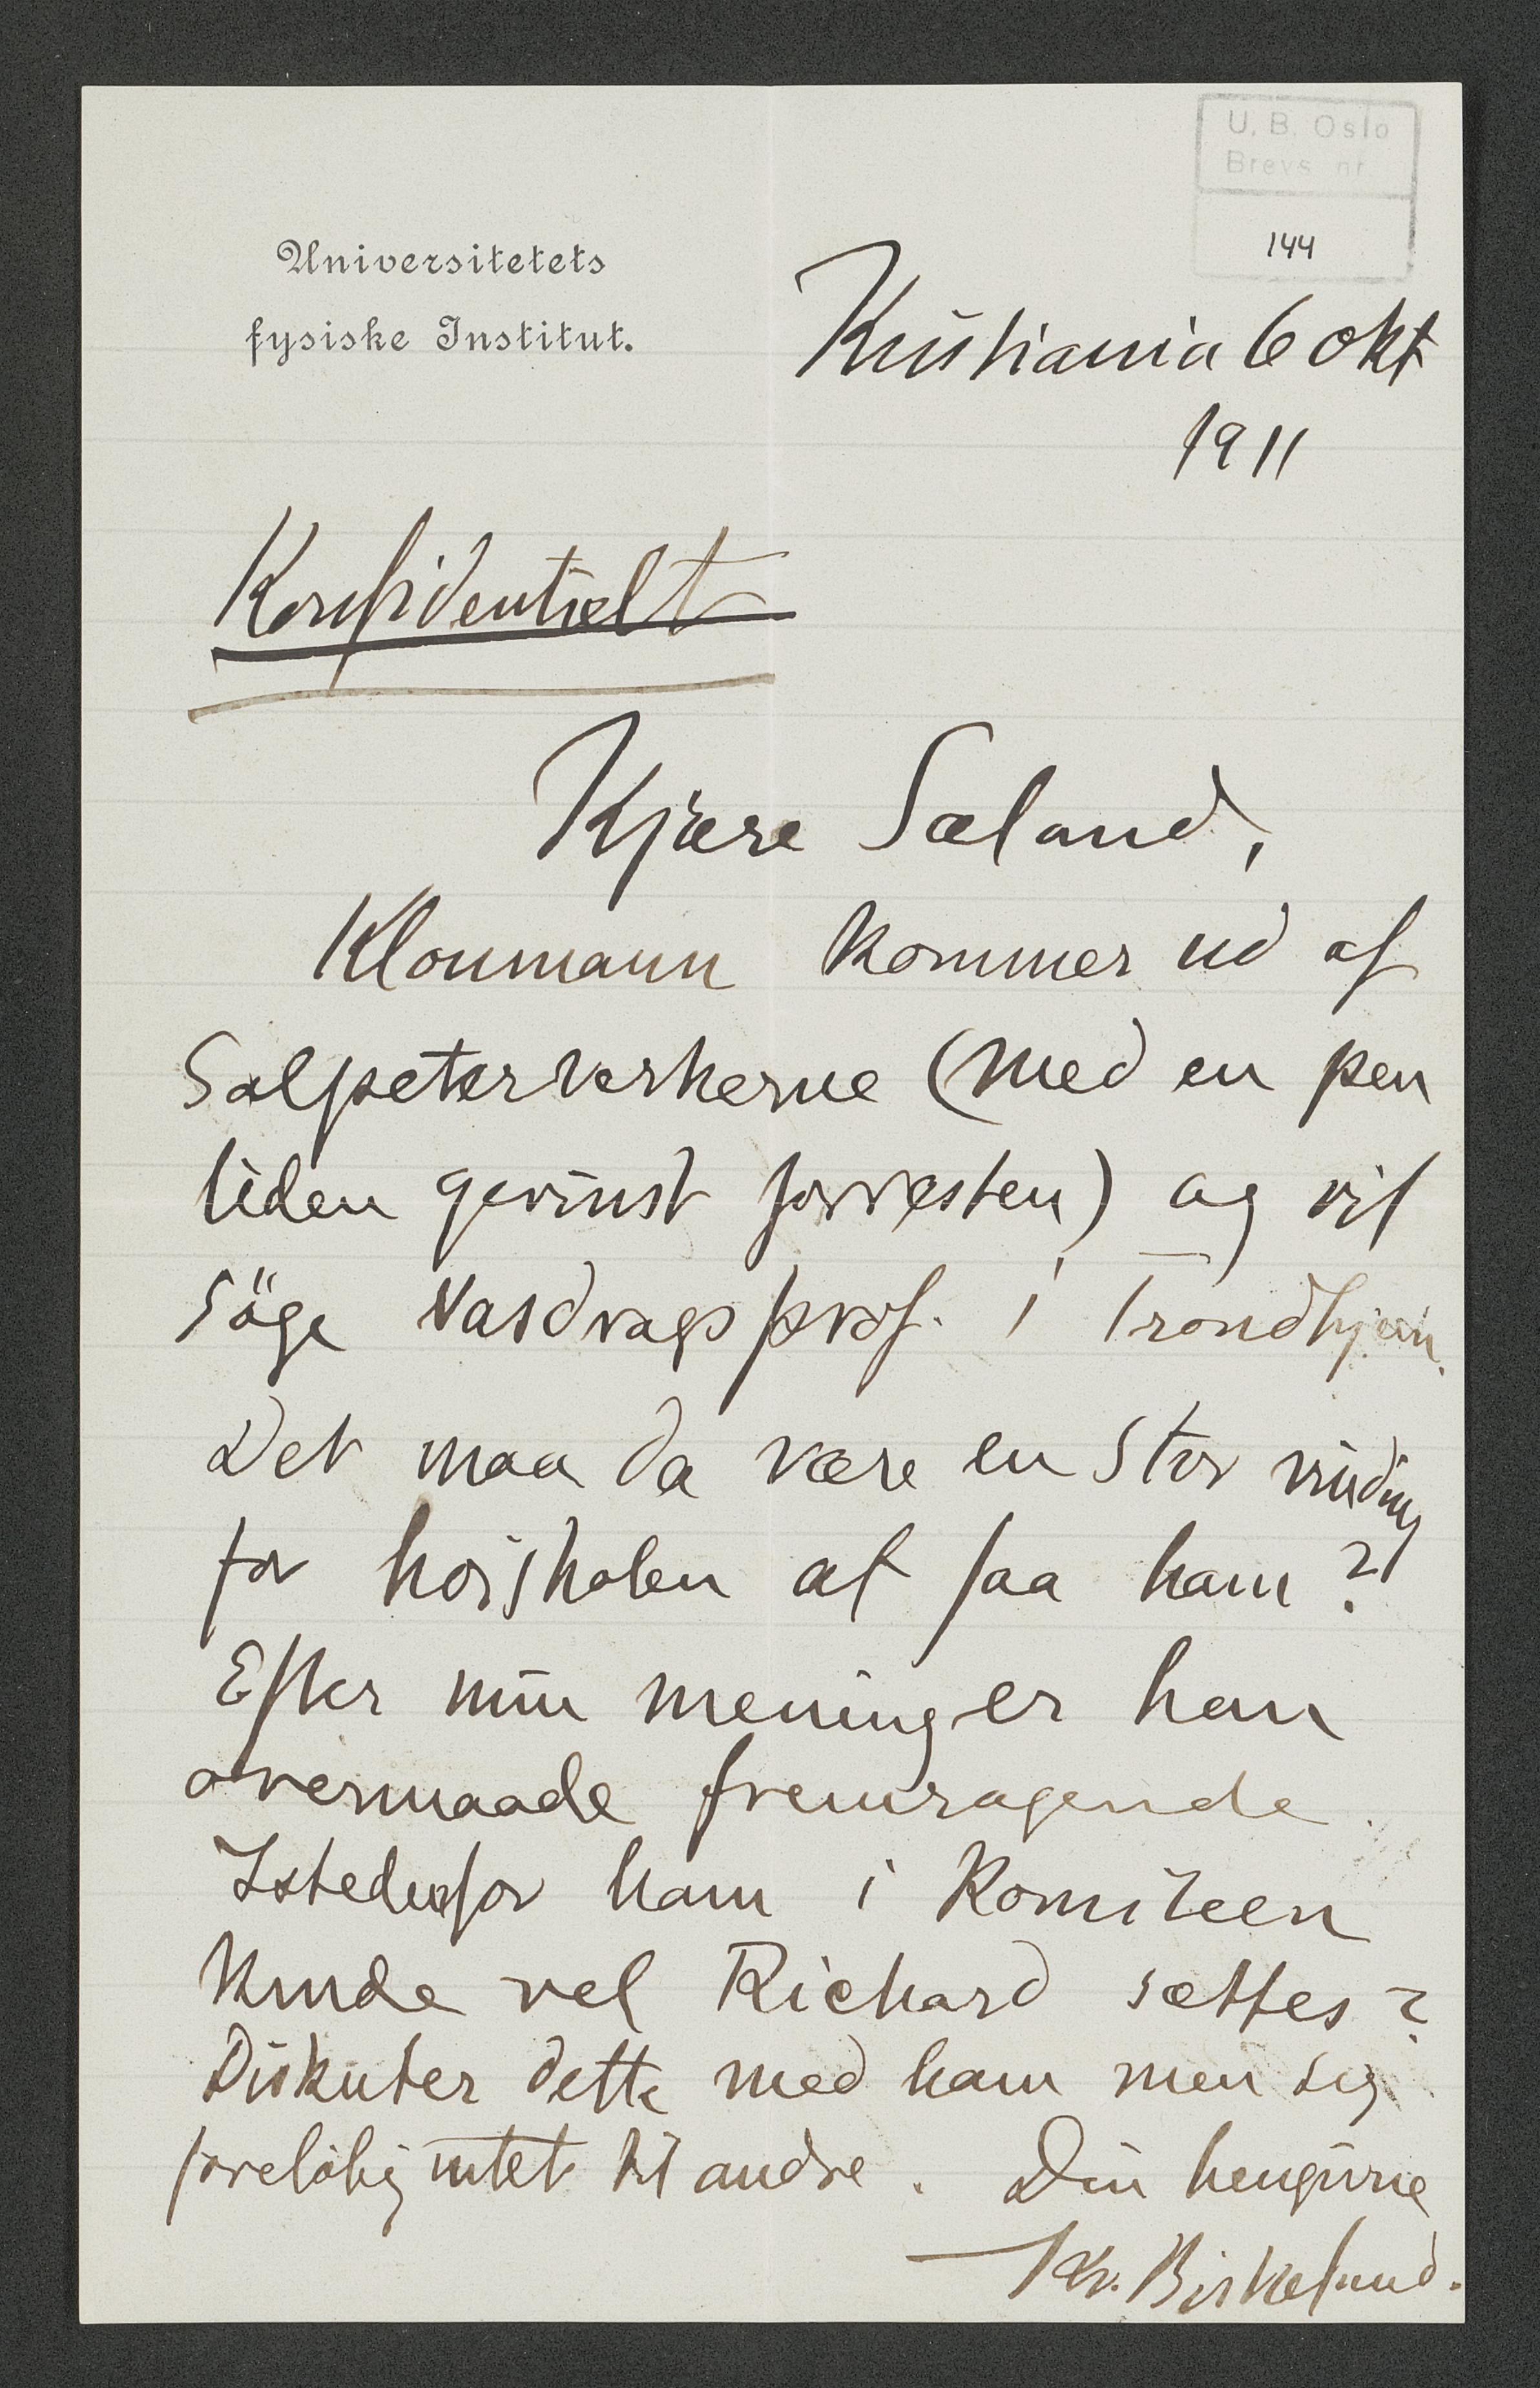 U. B. Oslo
Brevs. nr.
144
Universitetets
fysiske Institut.
Kristiania 6 okt
1911
Konfidentielt
Kjære Sæland,
Kloumann kommer ud af
Salpeterverkerne (med en pen
liden gevinst forresten) og vil
söge Vasdragsprof. i Trondhjem.
Det maa da være en stor vinding
for høiskolen at faa ham?
Efter min mening er han
overmaade fremragende.
Istedenfor ham i Komiteen
kunde vel Richard sættes?
Diskuter dette med ham men sig
foreløbig intet til andre. Din hengivne
Kr. Birkeland.